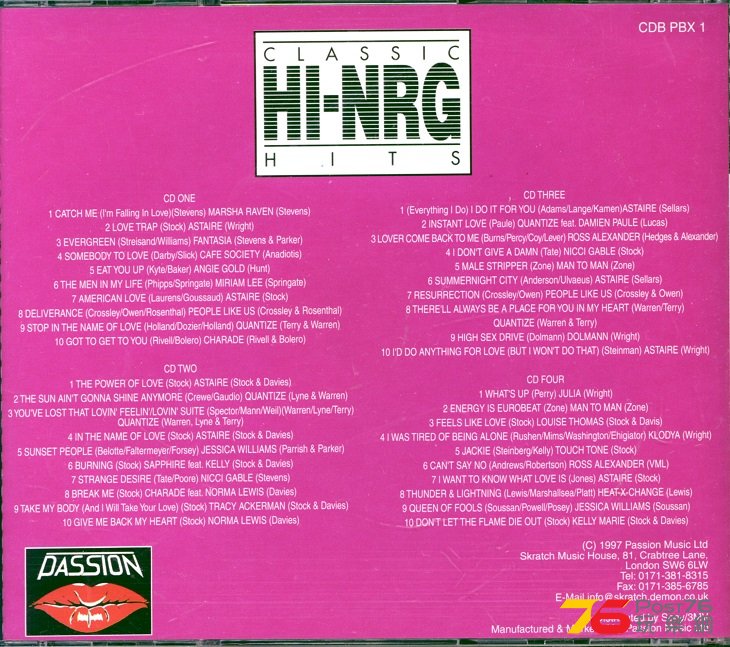 CDB PBX 1
CLASSIC
HI-NRG
HITS
CD ONE
1 CATCH ME (I'm Falling In Love)(Stevens) MARSHA RAVEN (Stevens)
2 LOVE TRAP (Stock) ASTAIRE (Wright)
3 EVERGREEN (Streisand/Williams) FANTASIA (Stevens & Parker)
4 SOMEBODY TO LOVE (Darby/Slick) CAFE SOCIETY (Anadiotis)
5 EAT YOU UP (Kyte/Baker) ANGIE GOLD (Hunt)
6 THE MEN IN MY LIFE (Phipps/Springate) MIRIAM LEE (Springate)
7 AMERICAN LOVE (Laurens/Goussaud) ASTAIRE (Stock)
8 DELIVERANCE (Crossley/Owen/Rosenthal) PEOPLE LIKE US (Crossley & Rosenthal)
9 STOP IN THE NAME OF LOVE (Holland/Dozier/Holland) QUANTIZE (Terry & Warren)
10 GOT TO GET TO YOU (Rivell/Bolero) CHARADE (Rivell & Bolero)
CD TWO
1 THE POWER OF LOVE (Stock) ASTAIRE (Stock & Davies)
2 THE SUN AIN'T GONNA SHINE ANYMORE (Crewe/Gaudio) QUANTIZE (Lyne & Warren)
3 YOU'VE LOST THAT LOVIN' FEELIN'/LOVIN' SUITE (Spector/Mann/Weil)(Warren/Lyne/Terry)
QUANTIZE (Warren, Lyne & Terry)
4 IN THE NAME OF LOVE (Stock) ASTAIRE (Stock & Davies)
5 SUNSET PEOPLE (Belotte/Faltermeyer/Forsey) JESSICA WILLIAMS (Parrish & Parker)
6 BURNING (Stock) SAPPHIRE feat. KELLY (Stock & Davies)
7 STRANGE DESIRE (Tate/Poore) NICCI GABLE (Stevens)
8 BREAK ME (Stock) CHARADE feat. NORMA LEWIS (Davies)
9 TAKE MY BODY (And I Will Take Your Love) (Stock) TRACY ACKERMAN (Stock & Davies)
10 GIVE ME BACK MY HEART (Stock) NORMA LEWIS (Davies)
PASSION
CD THREE
1 (Everything I Do) I DO IT FOR YOU (Adams/Lange/Kamen)ASTAIRE (Sellars)
2 INSTANT LOVE (Paule) QUANTIZE feat. DAMIEN PAULE (Lucas)
3 LOVER COME BACK TO ME (Burns/Percy/Coy/Lever) ROSS ALEXANDER (Hedges & Alexander)
4 I DON'T GIVE A DAMN (Tate) NICCI GABLE (Stock)
5 MALE STRIPPER (Zone) MAN TO MAN (Zone)
6 SUMMERNIGHT CITY (Anderson/Ulvaeus) ASTAIRE (Sellars)
7 RESURRECTION (Crossley/Owen) PEOPLE LIKE US (Crossley & Owen)
8 THERE'LL ALWAYS BE A PLACE FOR YOU IN MY HEART (Warren/Terry)
QUANTIZE (Warren & Terry)
9 HIGH SEX DRIVE (Dolmann) DOLMANN (Wright)
10 I'D DO ANYTHING FOR LOVE (BUT I WON'T DO THAT) (Steinman) ASTAIRE (Wright)
CD FOUR
1 WHAT'S UP (Perry) JULIA (Wright)
2 ENERGY IS EUROBEAT (Zone) MAN TO MAN (Zone)
3 FEELS LIKE LOVE (Stock) LOUISE THOMAS (Stock & Davis)
4 I WAS TIRED OF BEING ALONE (Rushen/Mims/Washington/Ehigiator) KLODYA (Wright)
5 JACKIE (Steinberg/Kelly) TOUCH TONE (Stock)
6 CAN'T SAY NO (Andrews/Robertson) ROSS ALEXANDER (VML)
7 I WANT TO KNOW WHAT LOVE IS (Jones) ASTAIRE (Stock)
8 THUNDER & LIGHTNING (Lewis/Marshallsea/Platt) HEAT-X-CHANGE (Lewis)
9 QUEEN OF FOOLS (Soussan/Powell/Posey) JESSICA WILLIAMS (Soussan)
10 DON'T LET THE FLAME DIE OUT (Stock) KELLY MARIE (Stock & Davies)
(C) 1997 Passion Music Ltd
Skratch Music House, 81, Crabtree Lane,
London SW6 6LW
Tel: 0171-381-8315
Fax: 0171-385-6785
E-Mail info@skratch.demon.co.uk
by
Manufactured & Passion Music
76 Post76